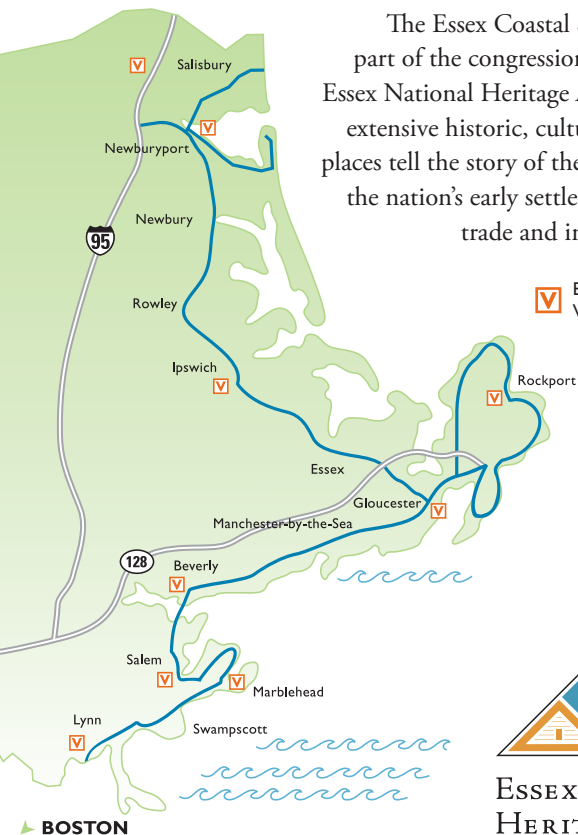 The Essex Coastal
part of the congression
Essex National Heritage
extensive historic, cultu
places tell the story of the
the nation's early settle
trade and in
V
V
Salisbury
V
Newburyport
Newbury
95
Rowley
Ipswich
V
V
Rockport
V
Essex
Gloucester
V
Manchester-by-the-Sea
128
Beverly
V
Salem
V
V
Marblehead
Lynn
V
Swampscott
BOSTON
ESSEX
HERIT